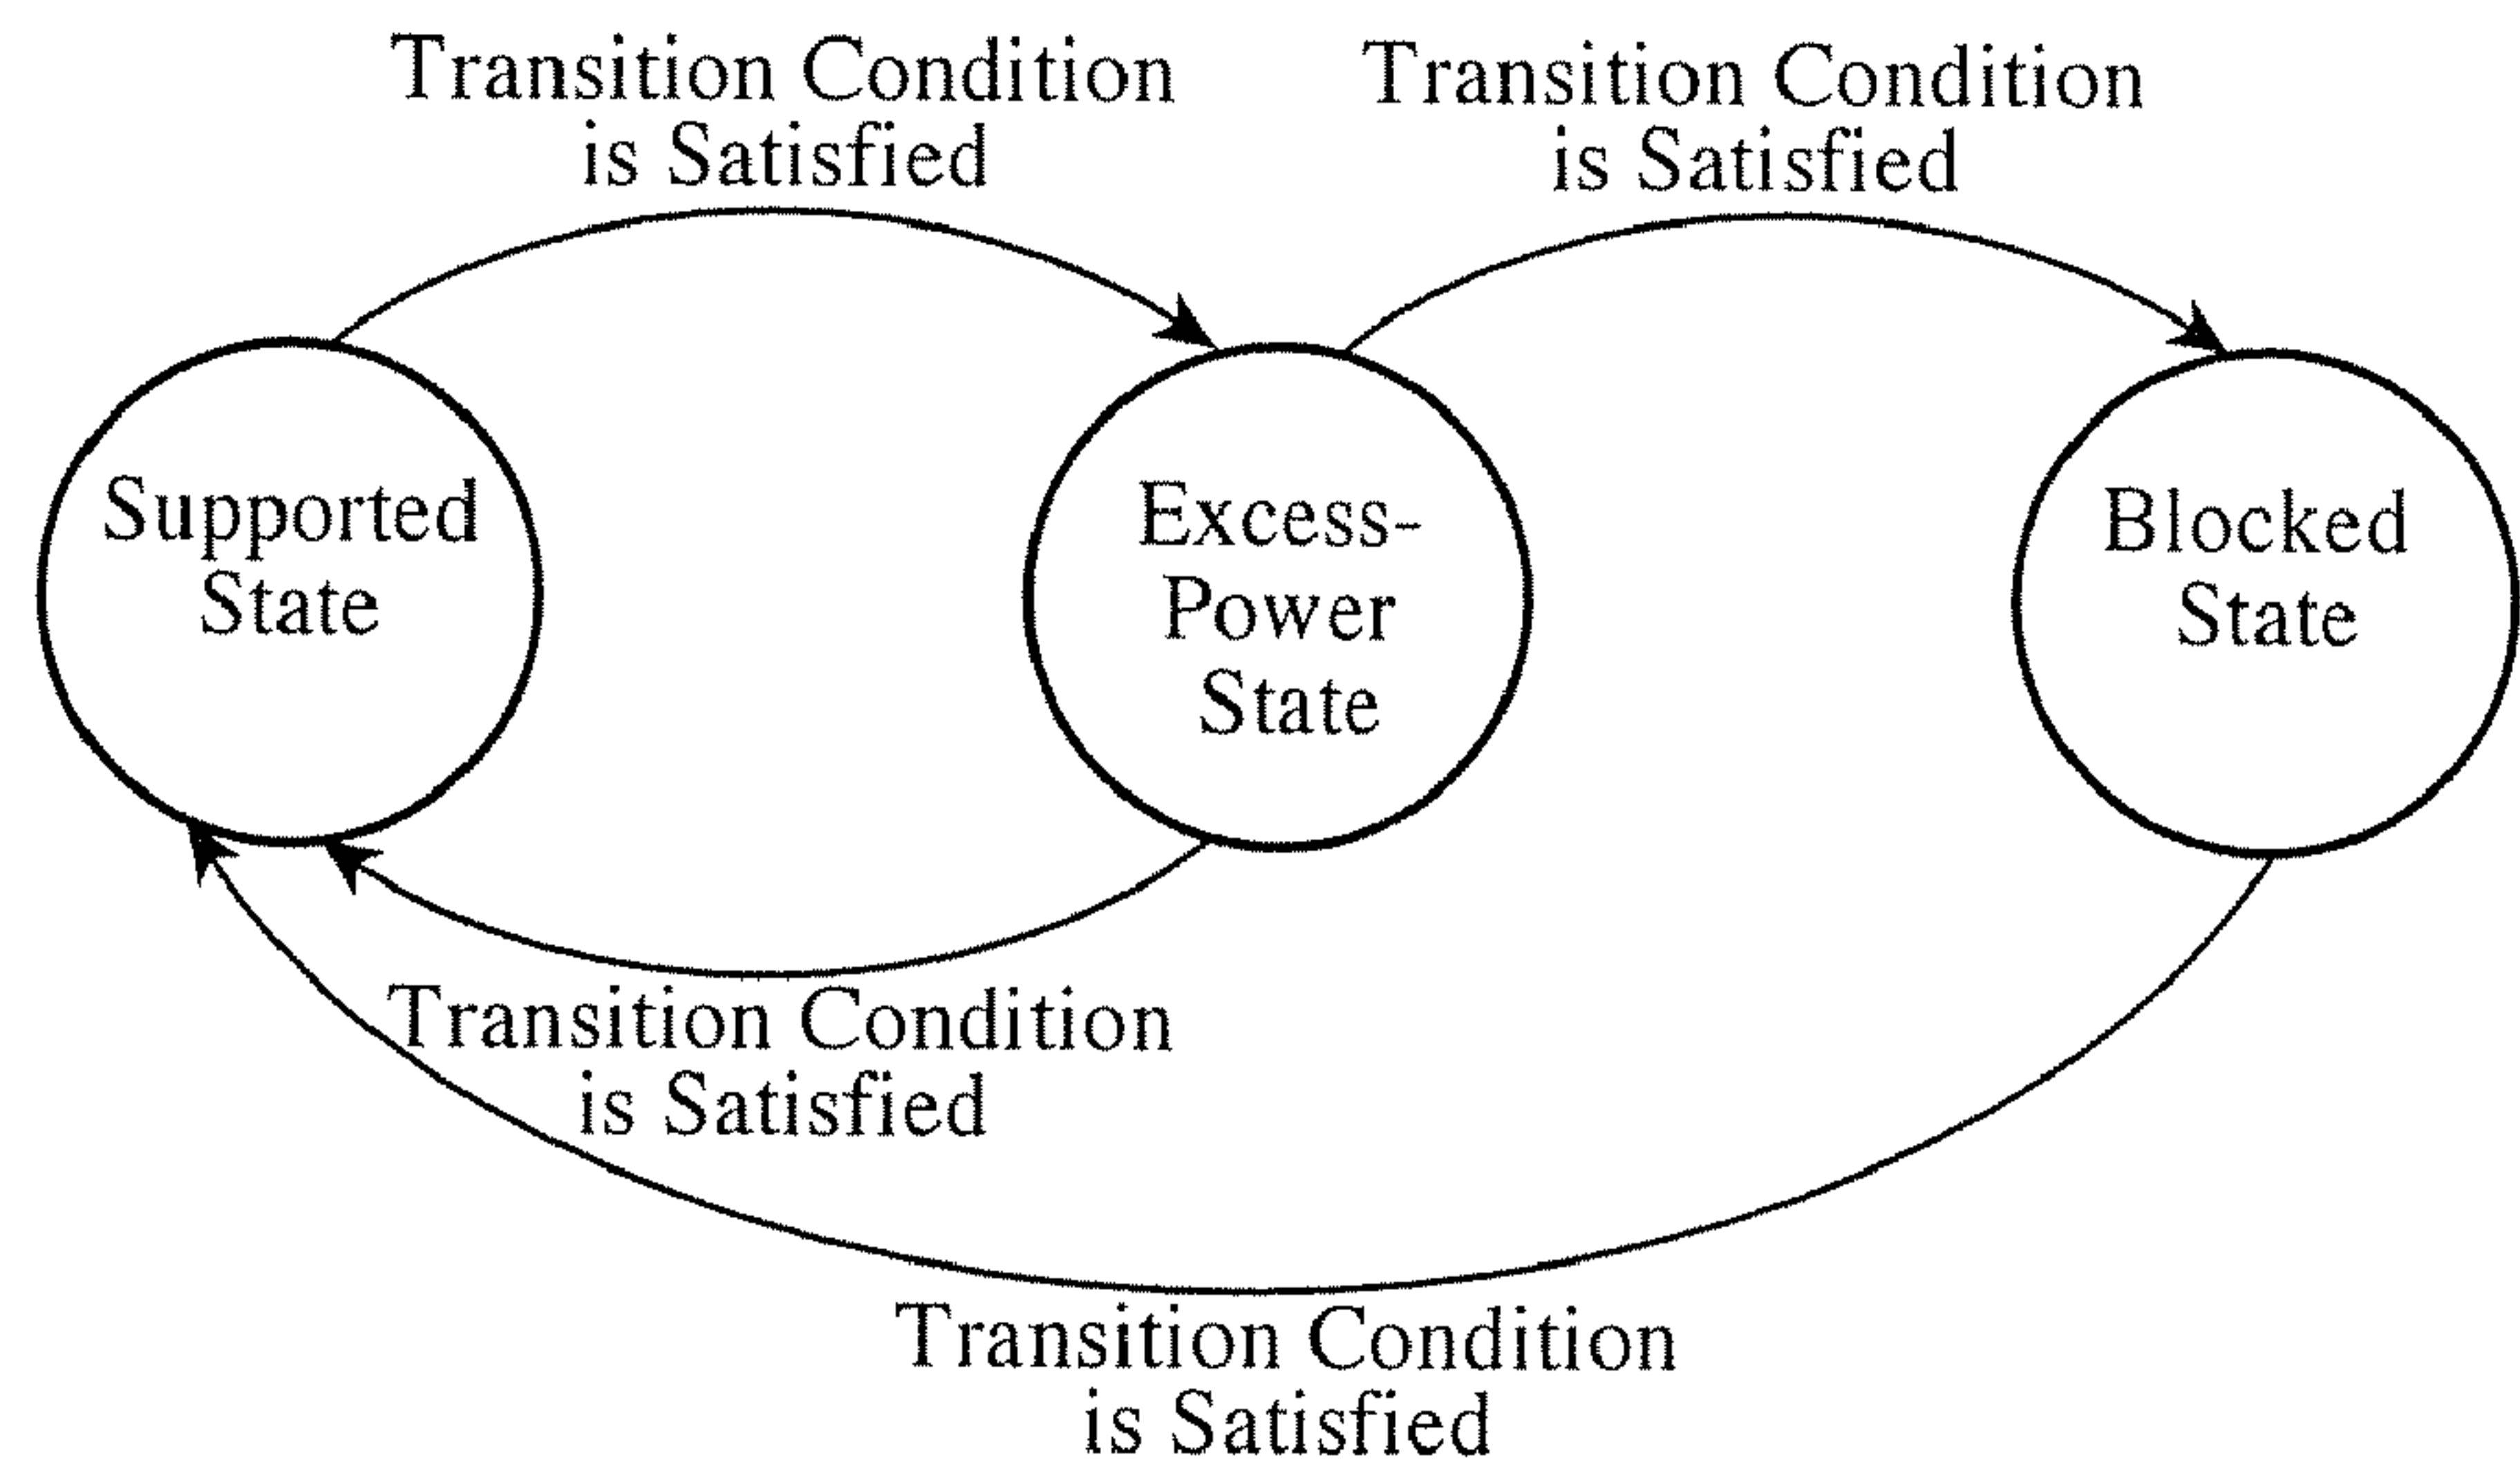 Transition Condition
is Satisfied
Transition Condition
is Satisfied
Supported
State
Excess-
Power
State
Blocked
State
Transition Condition
is Satisfied
Transition Condition
is Satisfied